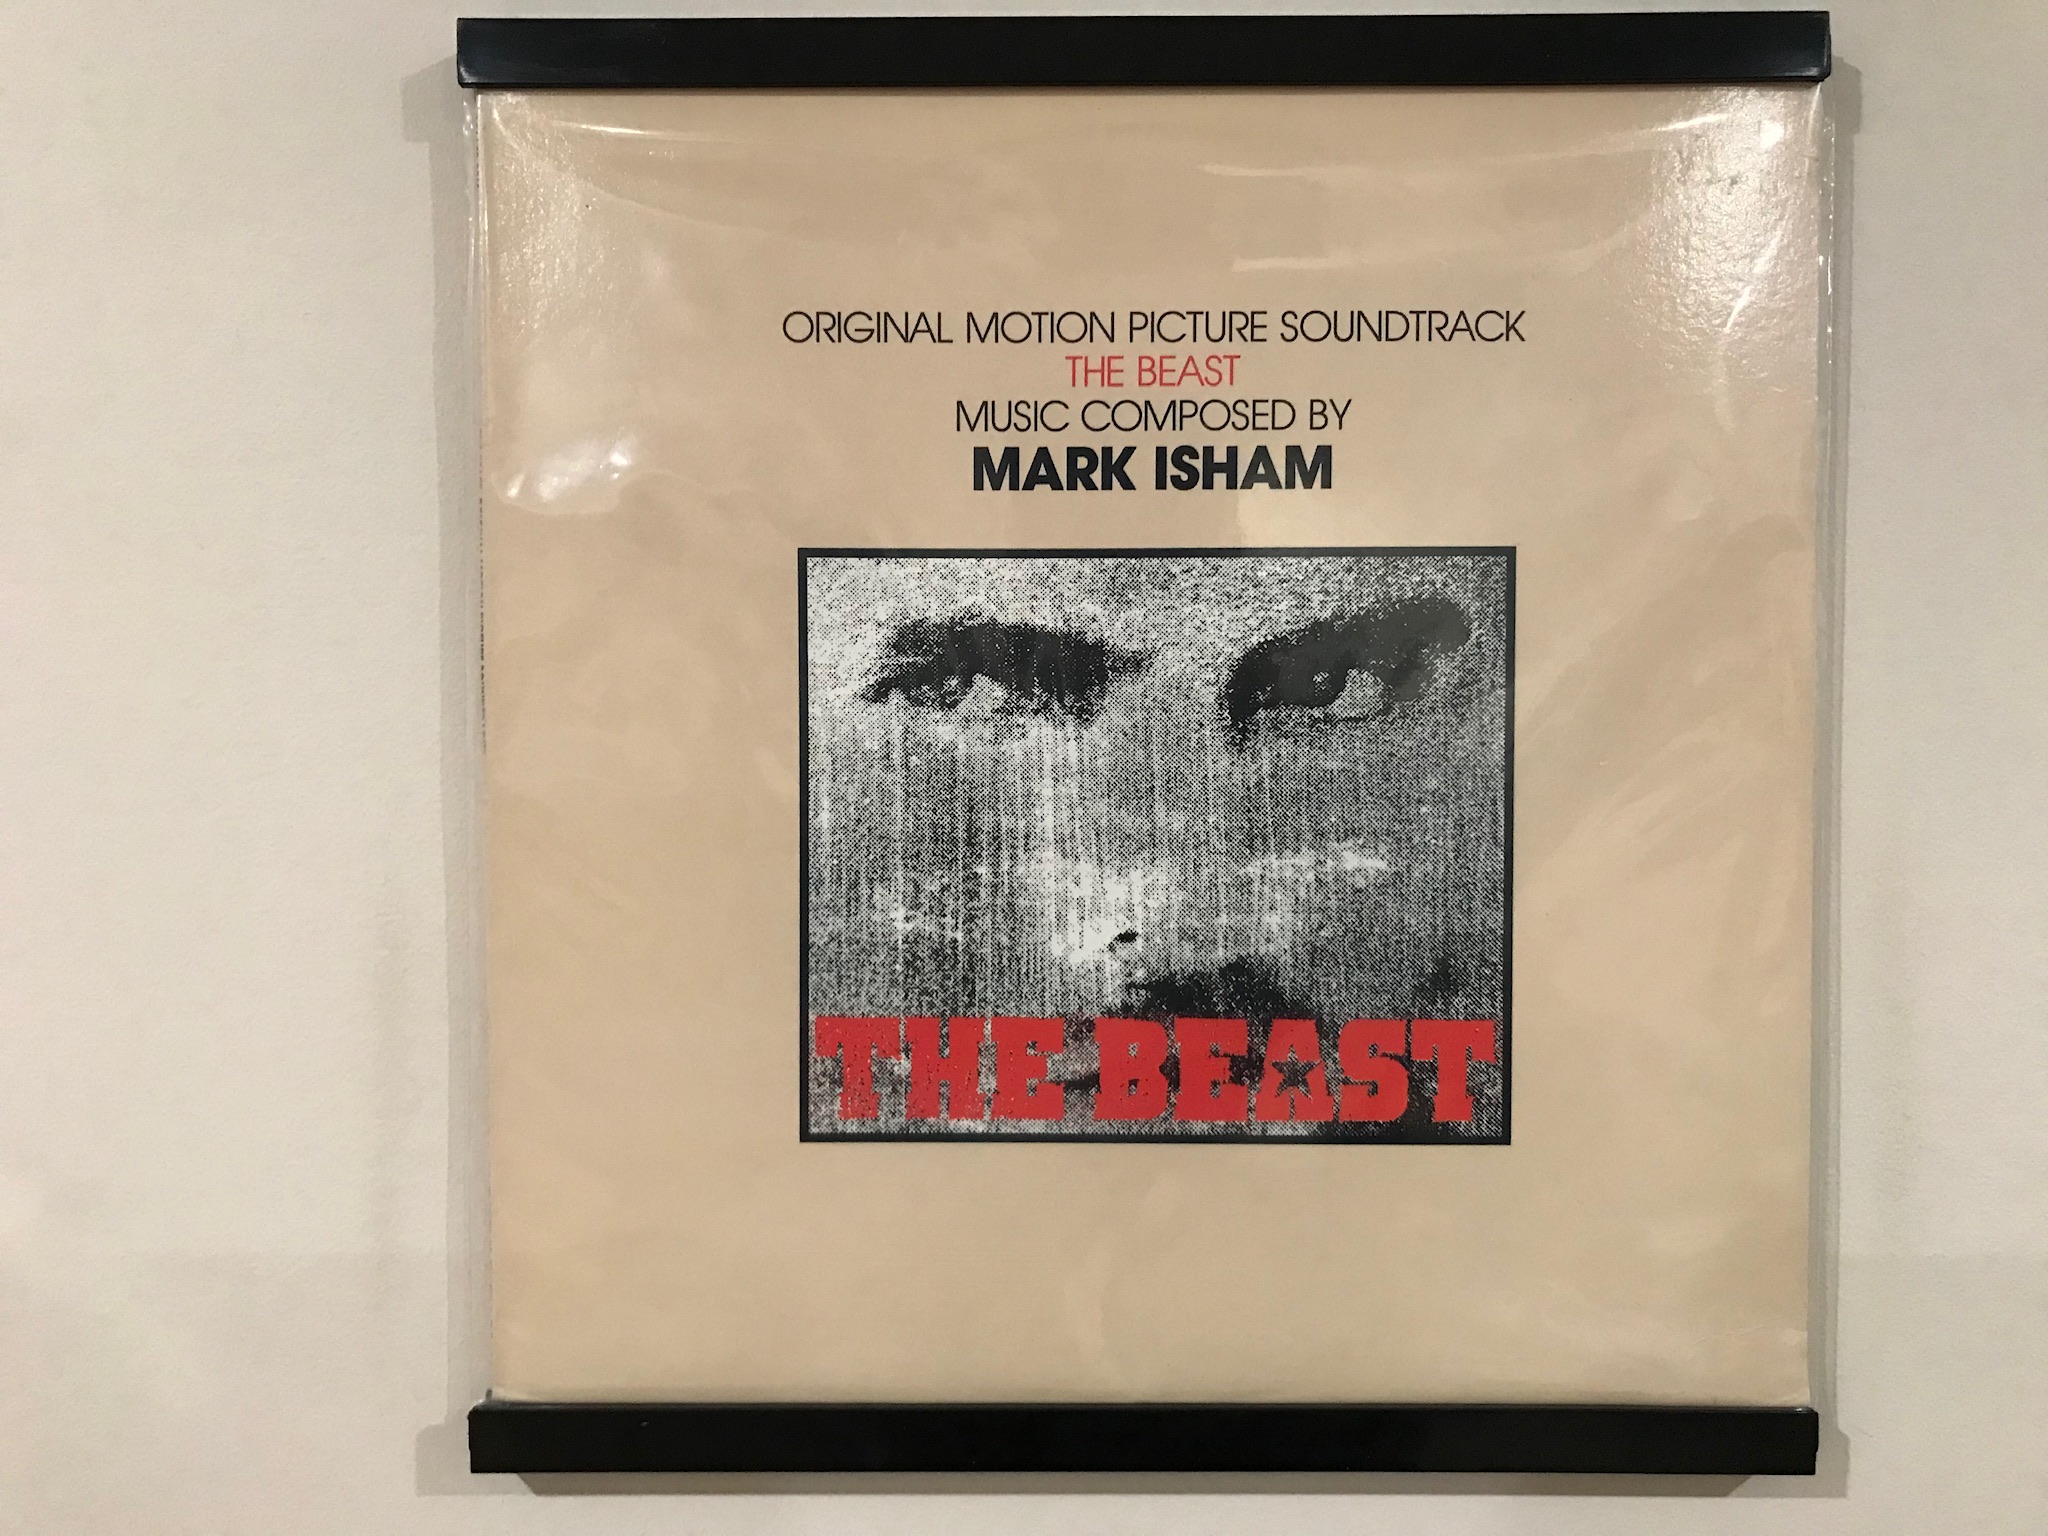 ORIGINAL MOTION PICTURE SOUNDTRACK
THE BEAST
MUSIC COMPOSED BY
MARK ISHAM
THE BEAST